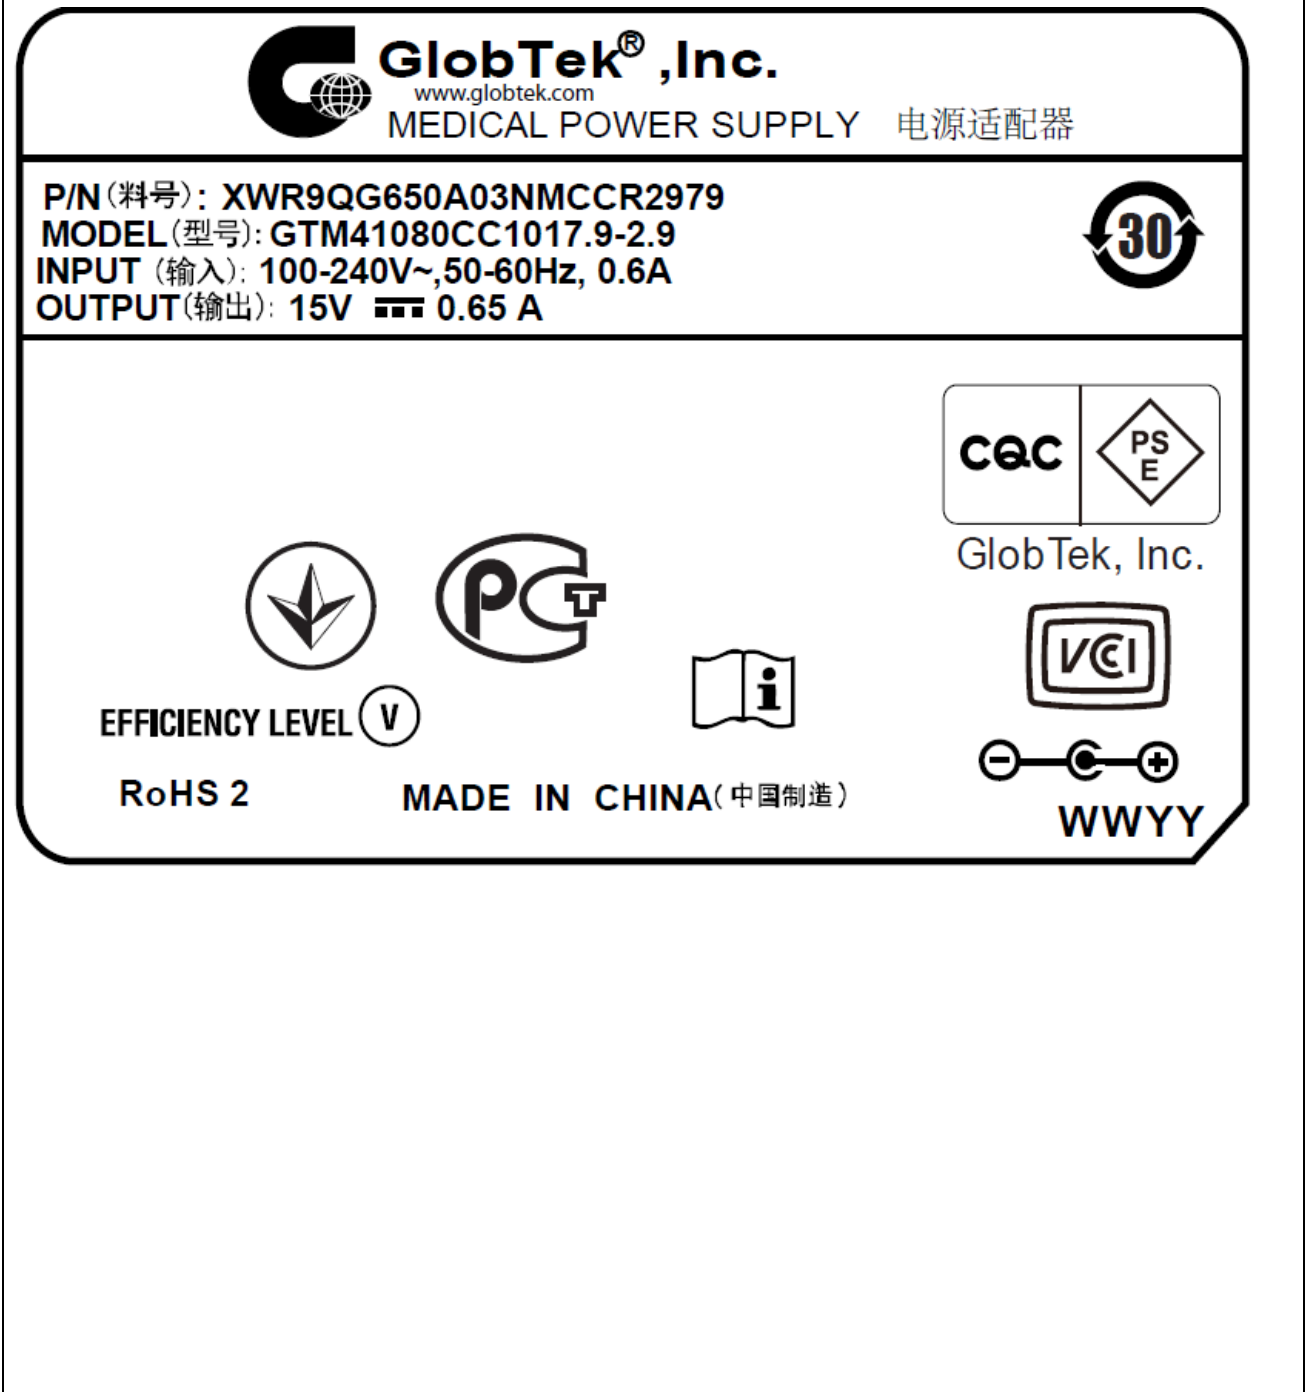 GlobTek® ,Inc.
www.globtek.com
MEDICAL POWER SUPPLY 电源适配器
P/N(料号): XWR9QG650A03NMCCR2979
MODEL(型号): GTM41080CC1017.9-2.9
INPUT (输入): 100-240V~,50-60Hz, 0.6A
OUTPUT(输出): 15V ⎓ 0.65 A
30
CQC
PS
E
GlobTek, Inc.
PCT
VCCI
i
EFFICIENCY LEVEL V
RoHS 2
MADE IN CHINA(中国制造)
WWYY